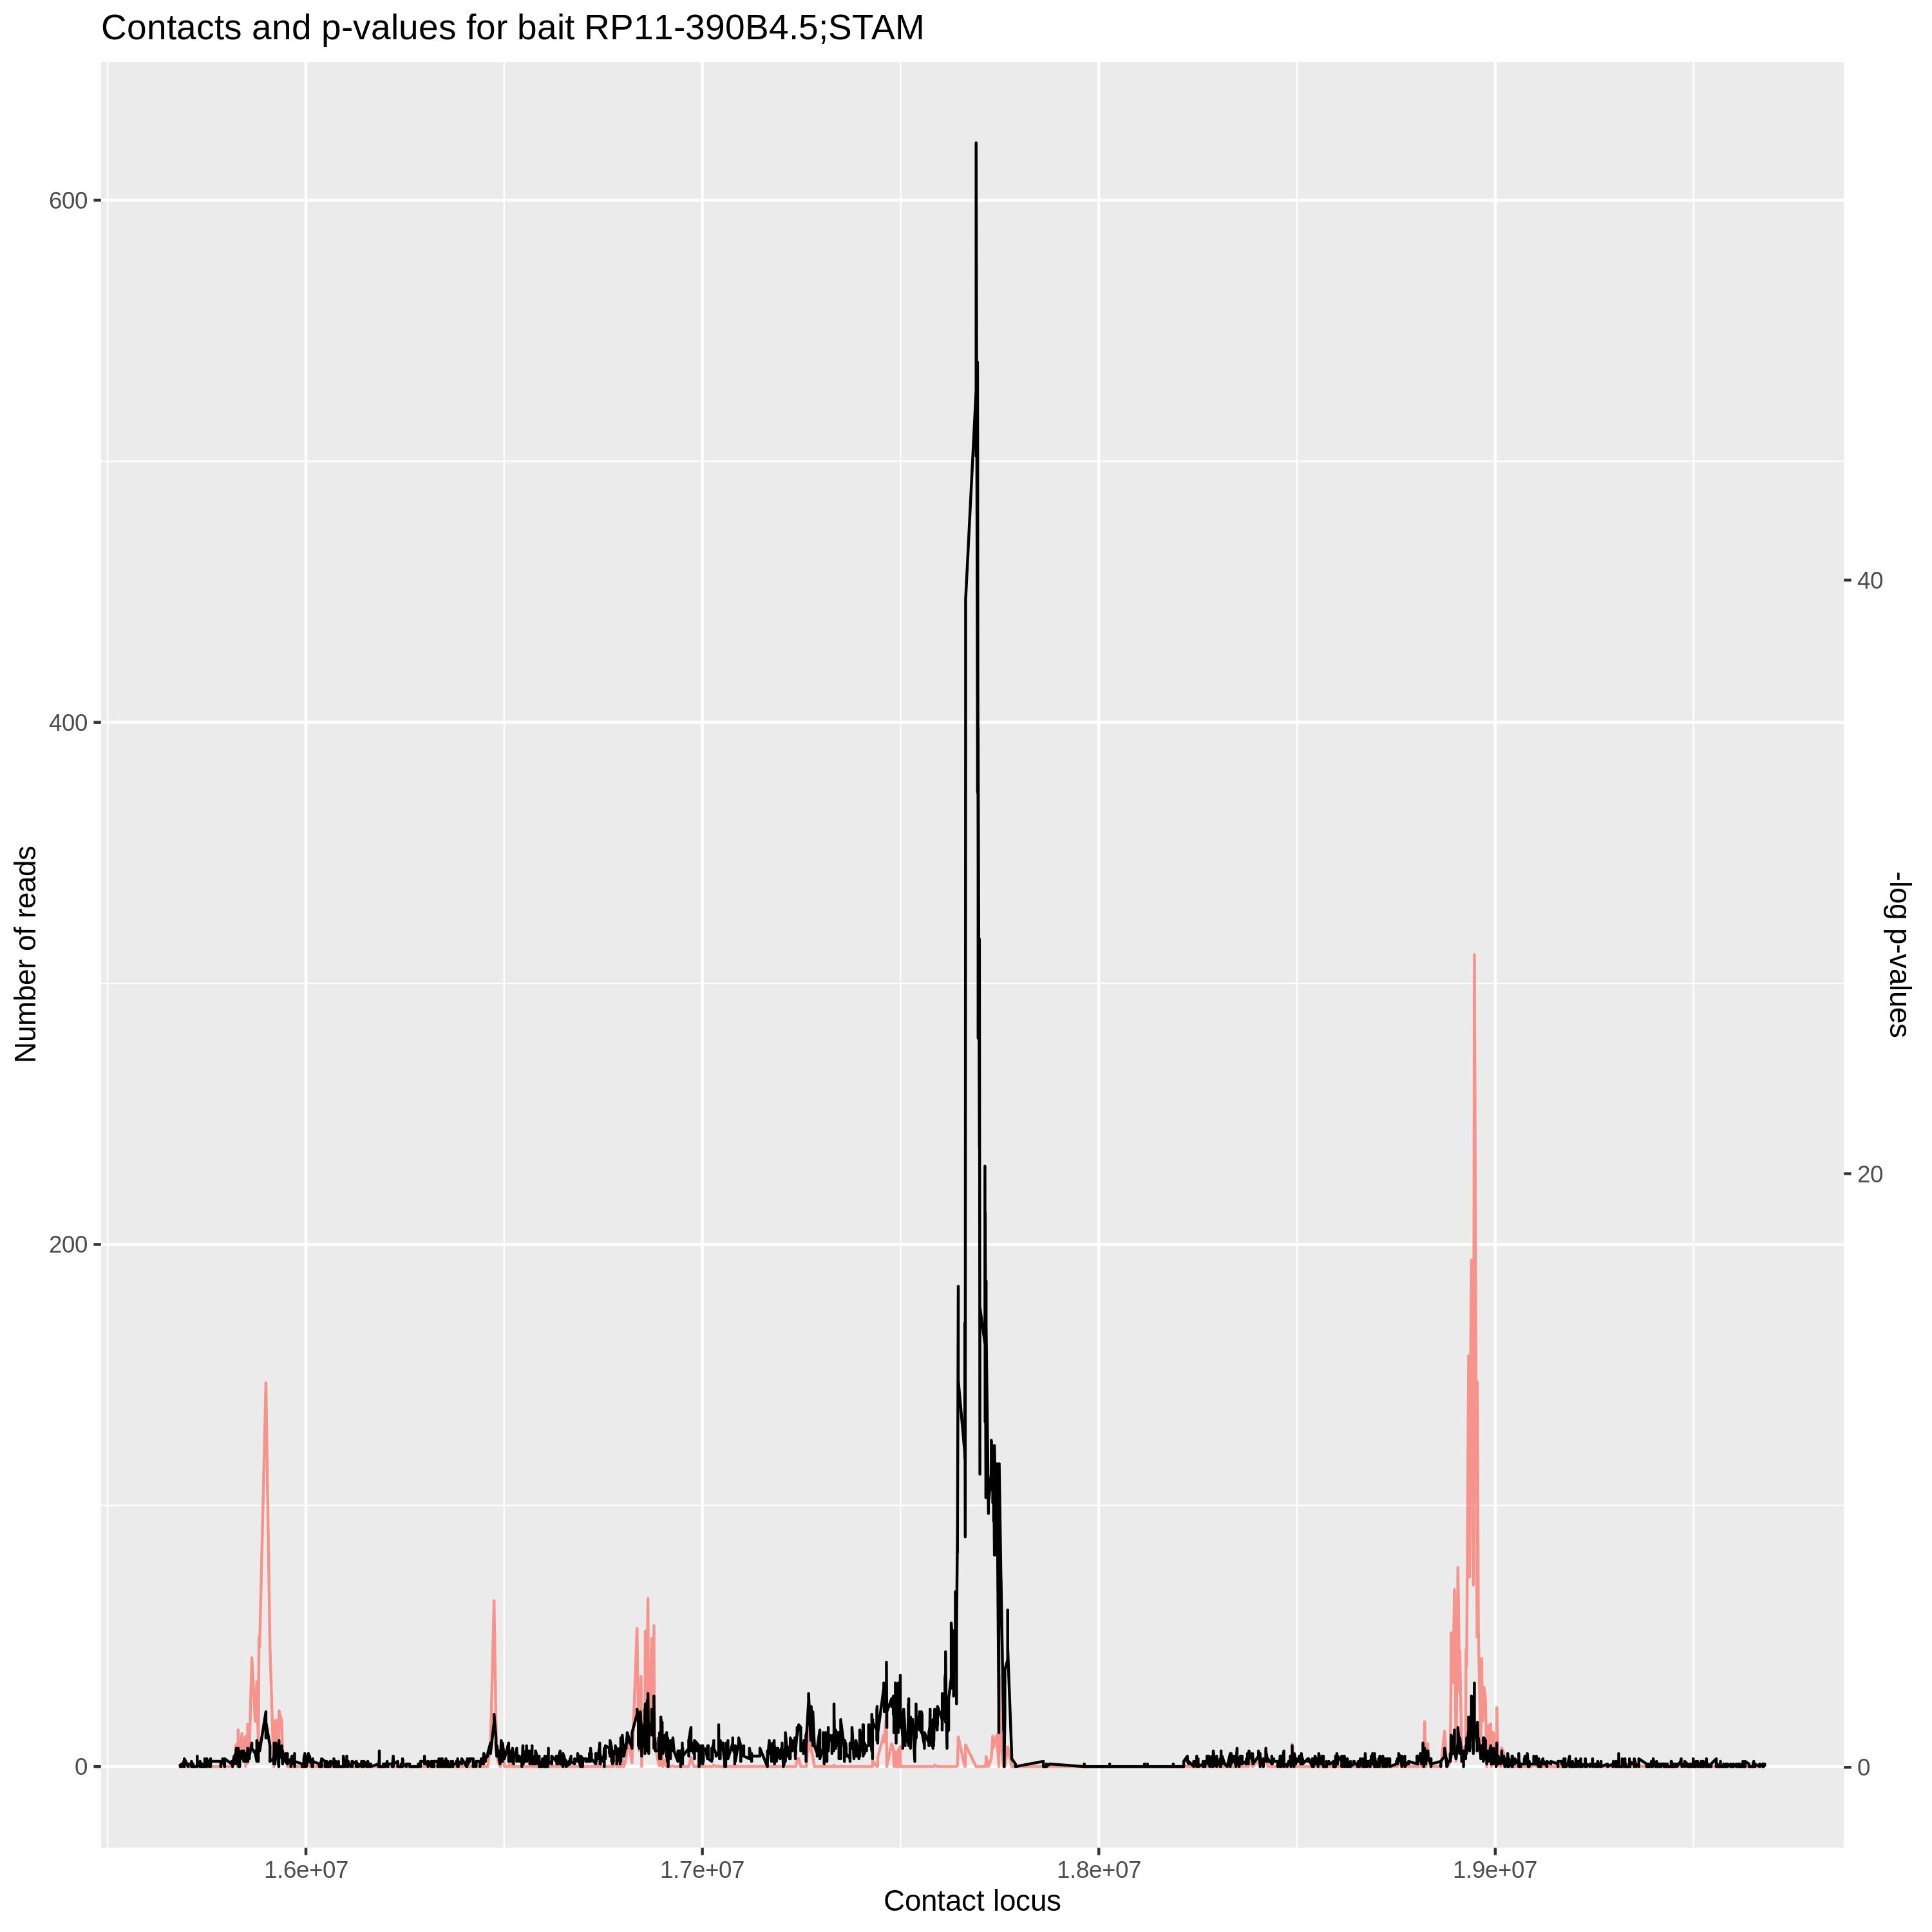 Contacts and p-values for bait RP11-390B4.5;STAM
600
400
200
0
Number of reads
40
20
0
-log p-values
1.6e+07
1.7e+07
1.8e+07
1.9e+07
Contact locus